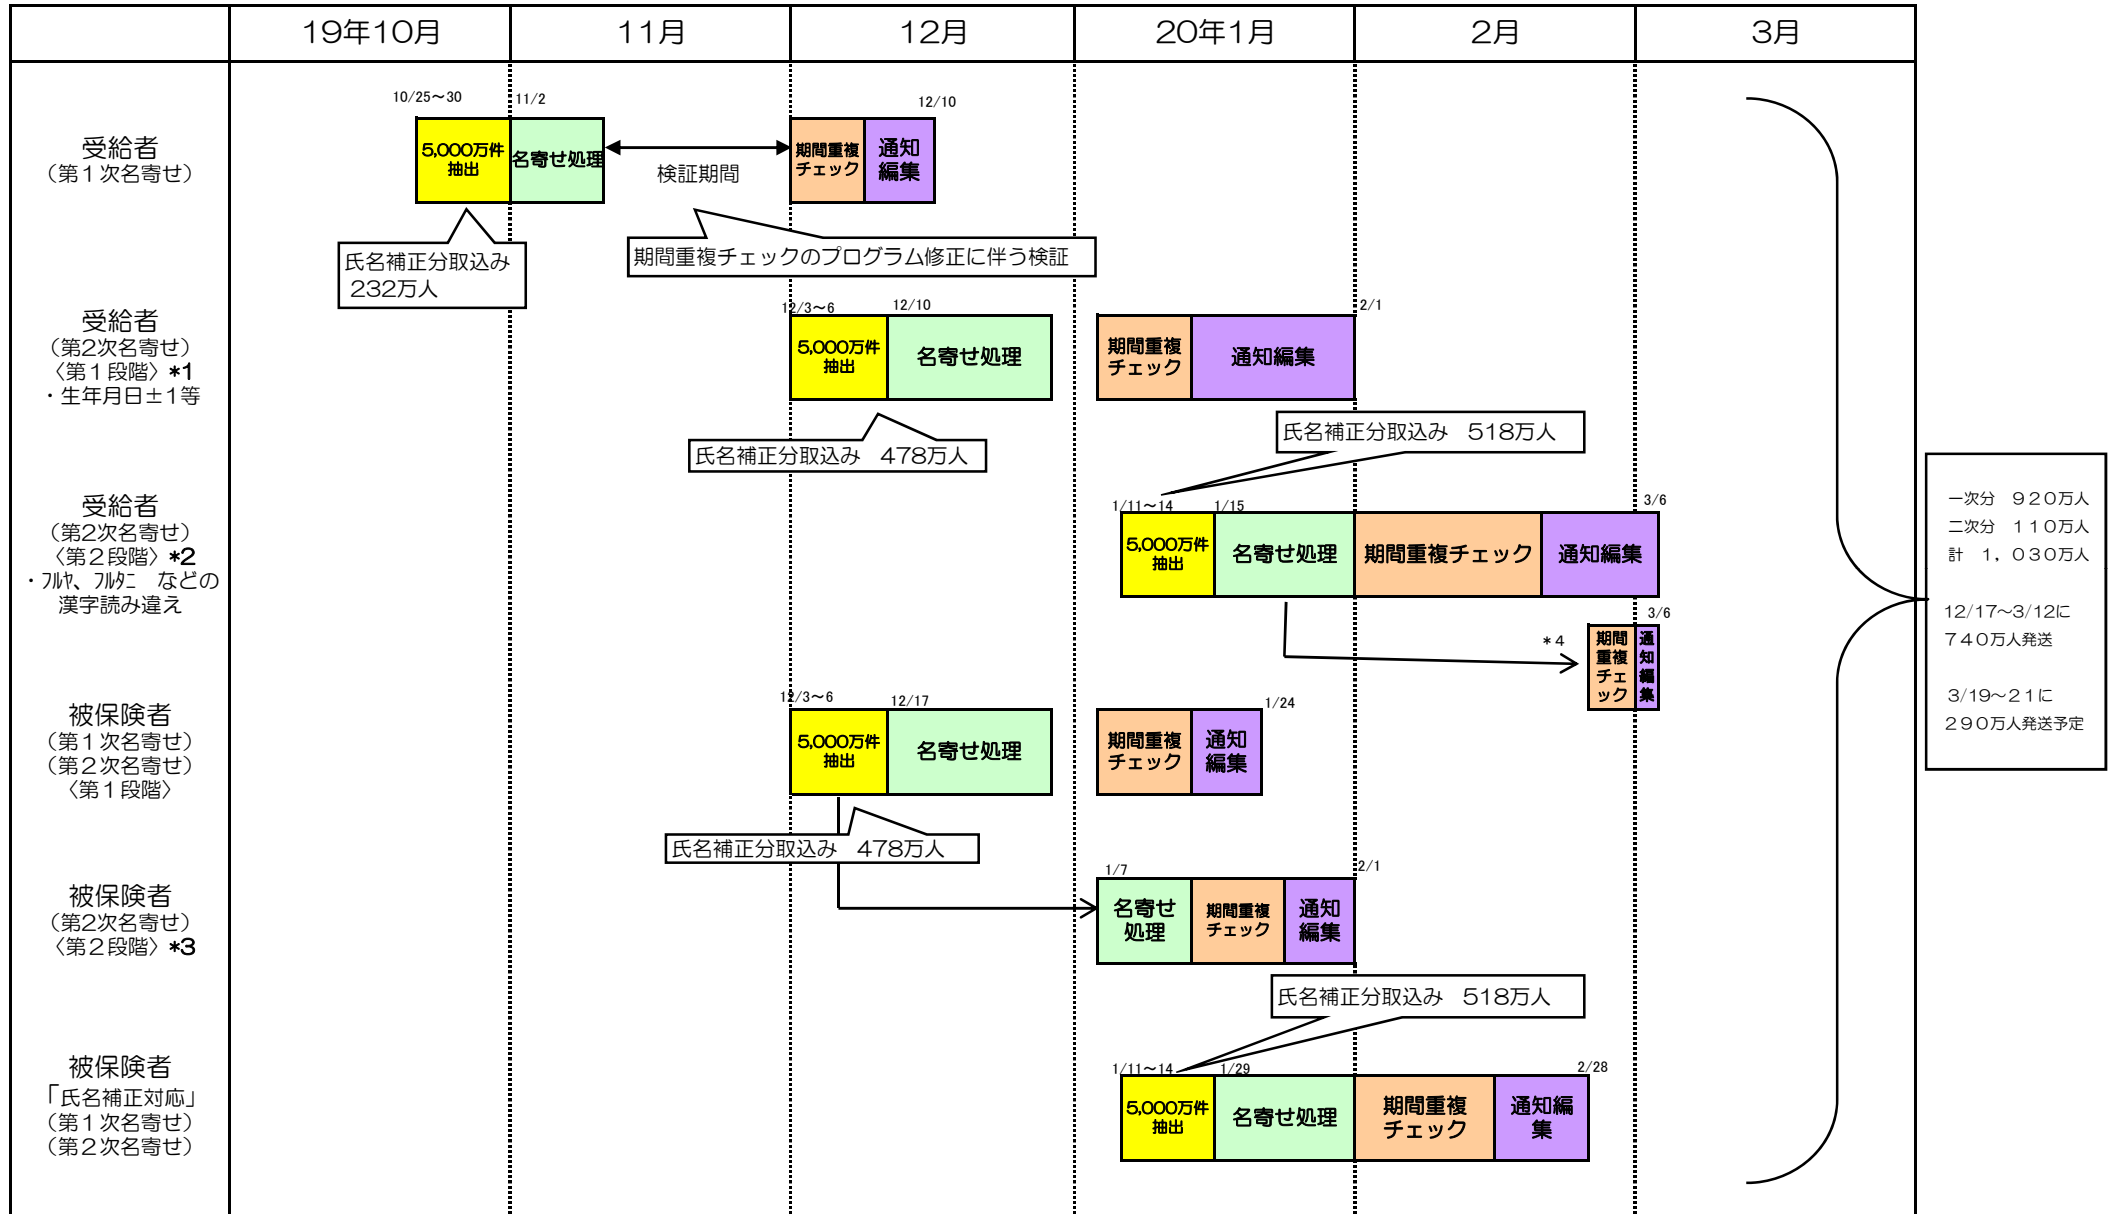 19年10月
11月
12月
20年1月
2月
3月
受給者
（第１次名寄せ）
10/25～30
11/2
12/10
5,000万件
抽出
名寄せ処理
検証期間
期間重複
チェック
通知
編集
氏名補正分取込み
232万人
期間重複チェックのプログラム修正に伴う検証
受給者
（第2次名寄せ）
〈第１段階〉*1
・生年月日±1等
12/3～6
12/10
2/1
5,000万件
抽出
名寄せ処理
期間重複
チェック
通知編集
氏名補正分取込み　478万人
氏名補正分取込み　518万人
受給者
（第2次名寄せ）
〈第２段階〉*2
・ﾌﾙﾔ、ﾌﾙﾀﾆ　などの
漢字読み違え
1/11～14
1/15
3/6
5,000万件
抽出
名寄せ処理
期間重複チェック
通知編集
*４
3/6
期間
重複
チェ
ック
通
知
編
集
被保険者
（第１次名寄せ）
（第２次名寄せ）
〈第１段階〉
12/3～6
12/17
1/24
5,000万件
抽出
名寄せ処理
期間重複
チェック
通知
編集
氏名補正分取込み　478万人
被保険者
（第2次名寄せ）
〈第２段階〉*3
1/7
2/1
名寄せ
処理
期間重複
チェック
通知
編集
氏名補正分取込み　518万人
被保険者
「氏名補正対応」
（第１次名寄せ）
（第２次名寄せ）
1/11～14
1/29
2/28
5,000万件
抽出
名寄せ処理
期間重複
チェック
通知編
集
一次分　９２０万人
二次分　１１０万人
計　１，０３０万人
12/17～3/12に
７４０万人発送
3/19～２１に
２９０万人発送予定